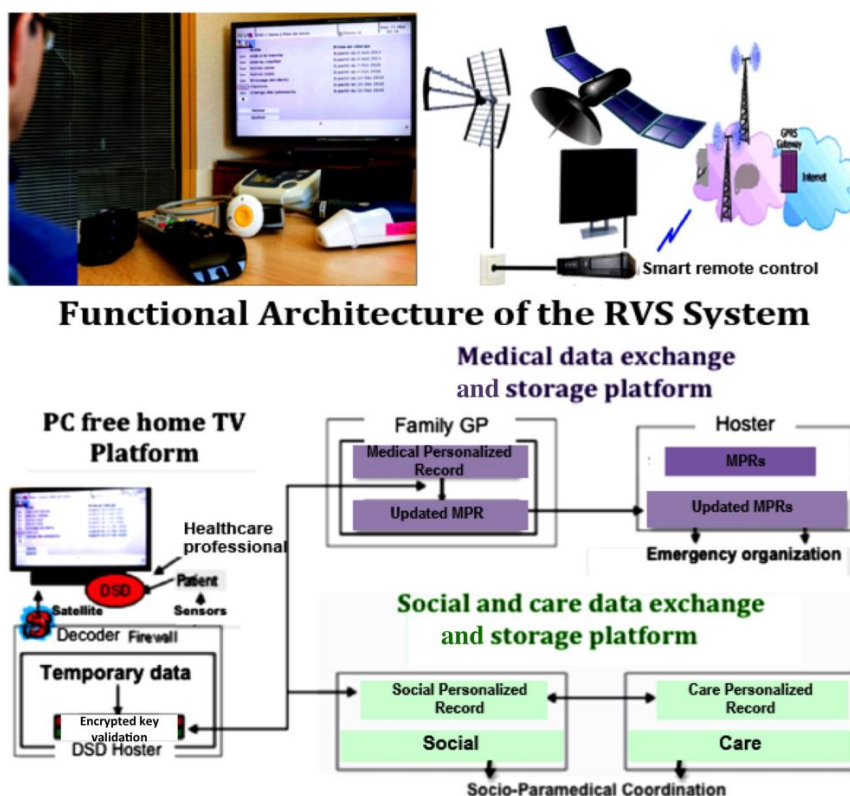 RVS
GPRS
Gateway
Internet
Smart remote control
Functional Architecture of the RVS System
Medical data exchange
and storage platform
PC free home TV
Platform
Family GP
Medical Personalized
Record
Updated MPR
Hoster
MPRs
Updated MPRs
Emergency organization
Healthcare
professional
DSD
Patient
Satellite
Sensors
Decoder Firewall
Temporary data
Encrypted key
validation
DSD Hoster
Social and care data exchange
and storage platform
Social Personalized
Record
Social
Care Personalized
Record
Care
Socio-Paramedical Coordination